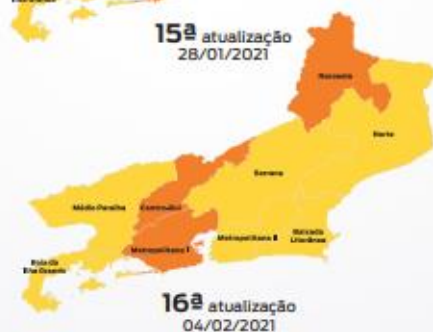 15ª atualização
28/01/2021
Noroeste
Norte
Serrana
Médio Paraíba
Centro-Sul
Metropolitana I
Metropolitana II
Baixada
Litorânea
Baía da
Ilha Grande
16ª atualização
04/02/2021